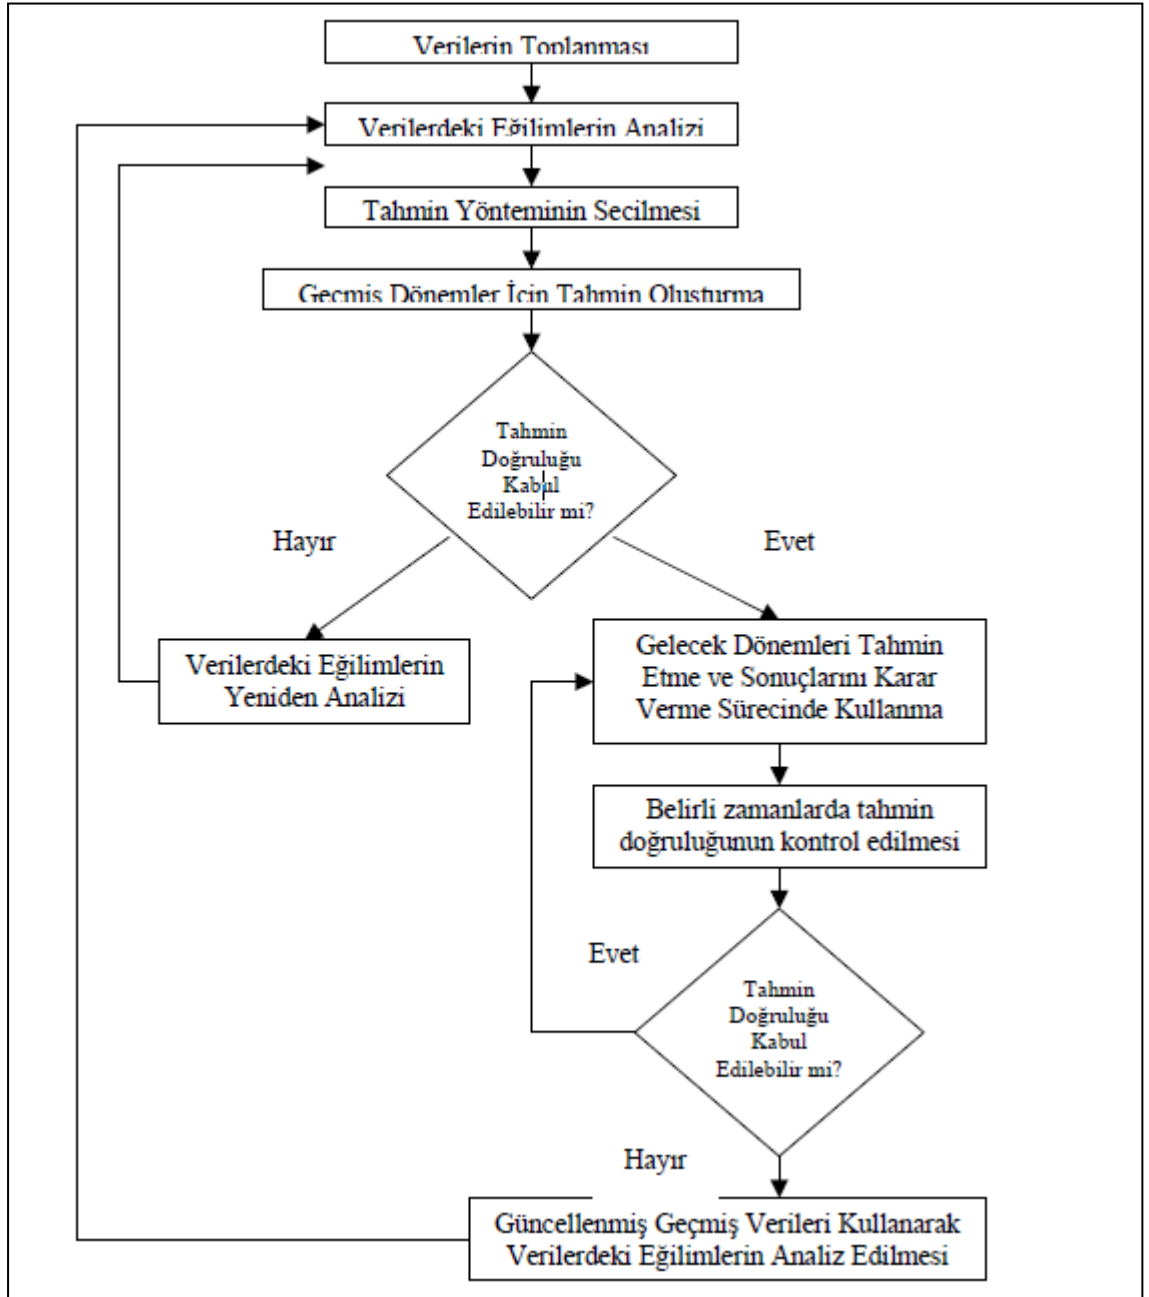 Verilerin Toplanması
Verilerdeki Eğilimlerin Analizi
Tahmin Yönteminin Seçilmesi
Geçmiş Dönemler İçin Tahmin Oluşturma
Tahmin
Doğruluğu
Kabul
Edilebilir mi?
Hayır
Evet
Verilerdeki Eğilimlerin
Yeniden Analizi
Gelecek Dönemleri Tahmin
Etme ve Sonuçlarını Karar
Verme Sürecinde Kullanma
Belirli zamanlarda tahmin
doğruluğunun kontrol edilmesi
Evet
Tahmin
Doğruluğu
Kabul
Edilebilir mi?
Hayır
Güncellenmiş Geçmiş Verileri Kullanarak
Verilerdeki Eğilimlerin Analiz Edilmesi